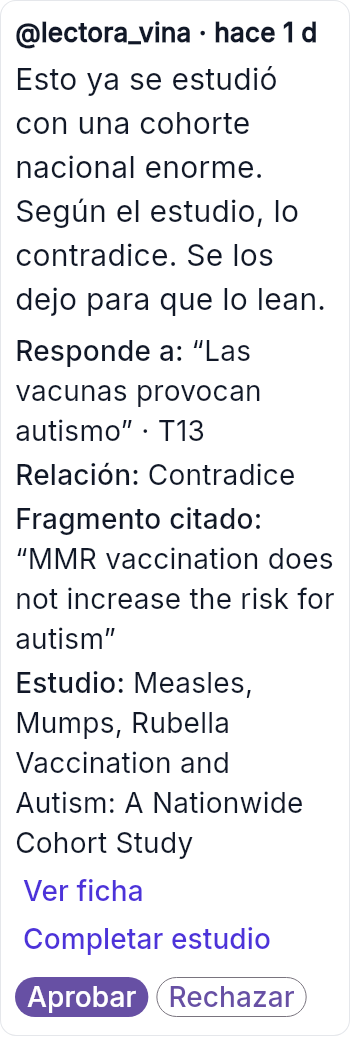 @lectora_vina · hace 1 d
Esto ya se estudió
con una cohorte
nacional enorme.
Según el estudio, lo
contradice. Se los
dejo para que lo lean.
Responde a: “Las
vacunas provocan
autismo” · T13
Relación: Contradice
Fragmento citado:
“MMR vaccination does
not increase the risk for
autism”
Estudio: Measles,
Mumps, Rubella
Vaccination and
Autism: A Nationwide
Cohort Study
Ver ficha
Completar estudio
Aprobar Rechazar